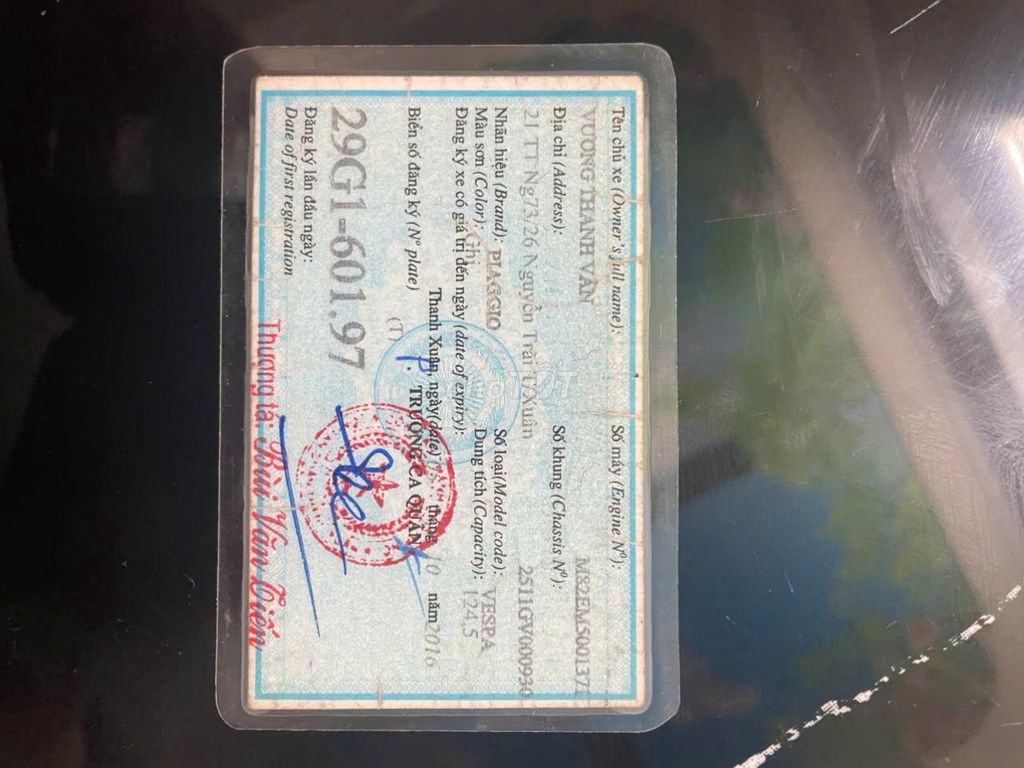 Tên chủ xe (Owner's full name): Số máy (Engine N°):
VƯƠNG THANH VÂN M82EM5001371
Địa chỉ (Address): Số khung (Chassis N°):
21 TT Ng73/26 Nguyễn Trãi T/Xuân 2511GV000930
Nhãn hiệu (Brand): PIAGGIO Số loại(Model code): VESPA
Màu sơn (Color): Ghi Dung tích (Capacity): 124.5
Đăng ký xe có giá trị đến ngày (date of expiry):
Thanh Xuân, ngày(date) tháng 10 năm 2016
Biển số đăng ký (N° plate) TRƯỞNG CA QUẬN
(T) P.
29G1-601.97
Đăng ký lần đầu ngày:
Date of first registration
Thượng tá: Bùi Văn Tiến